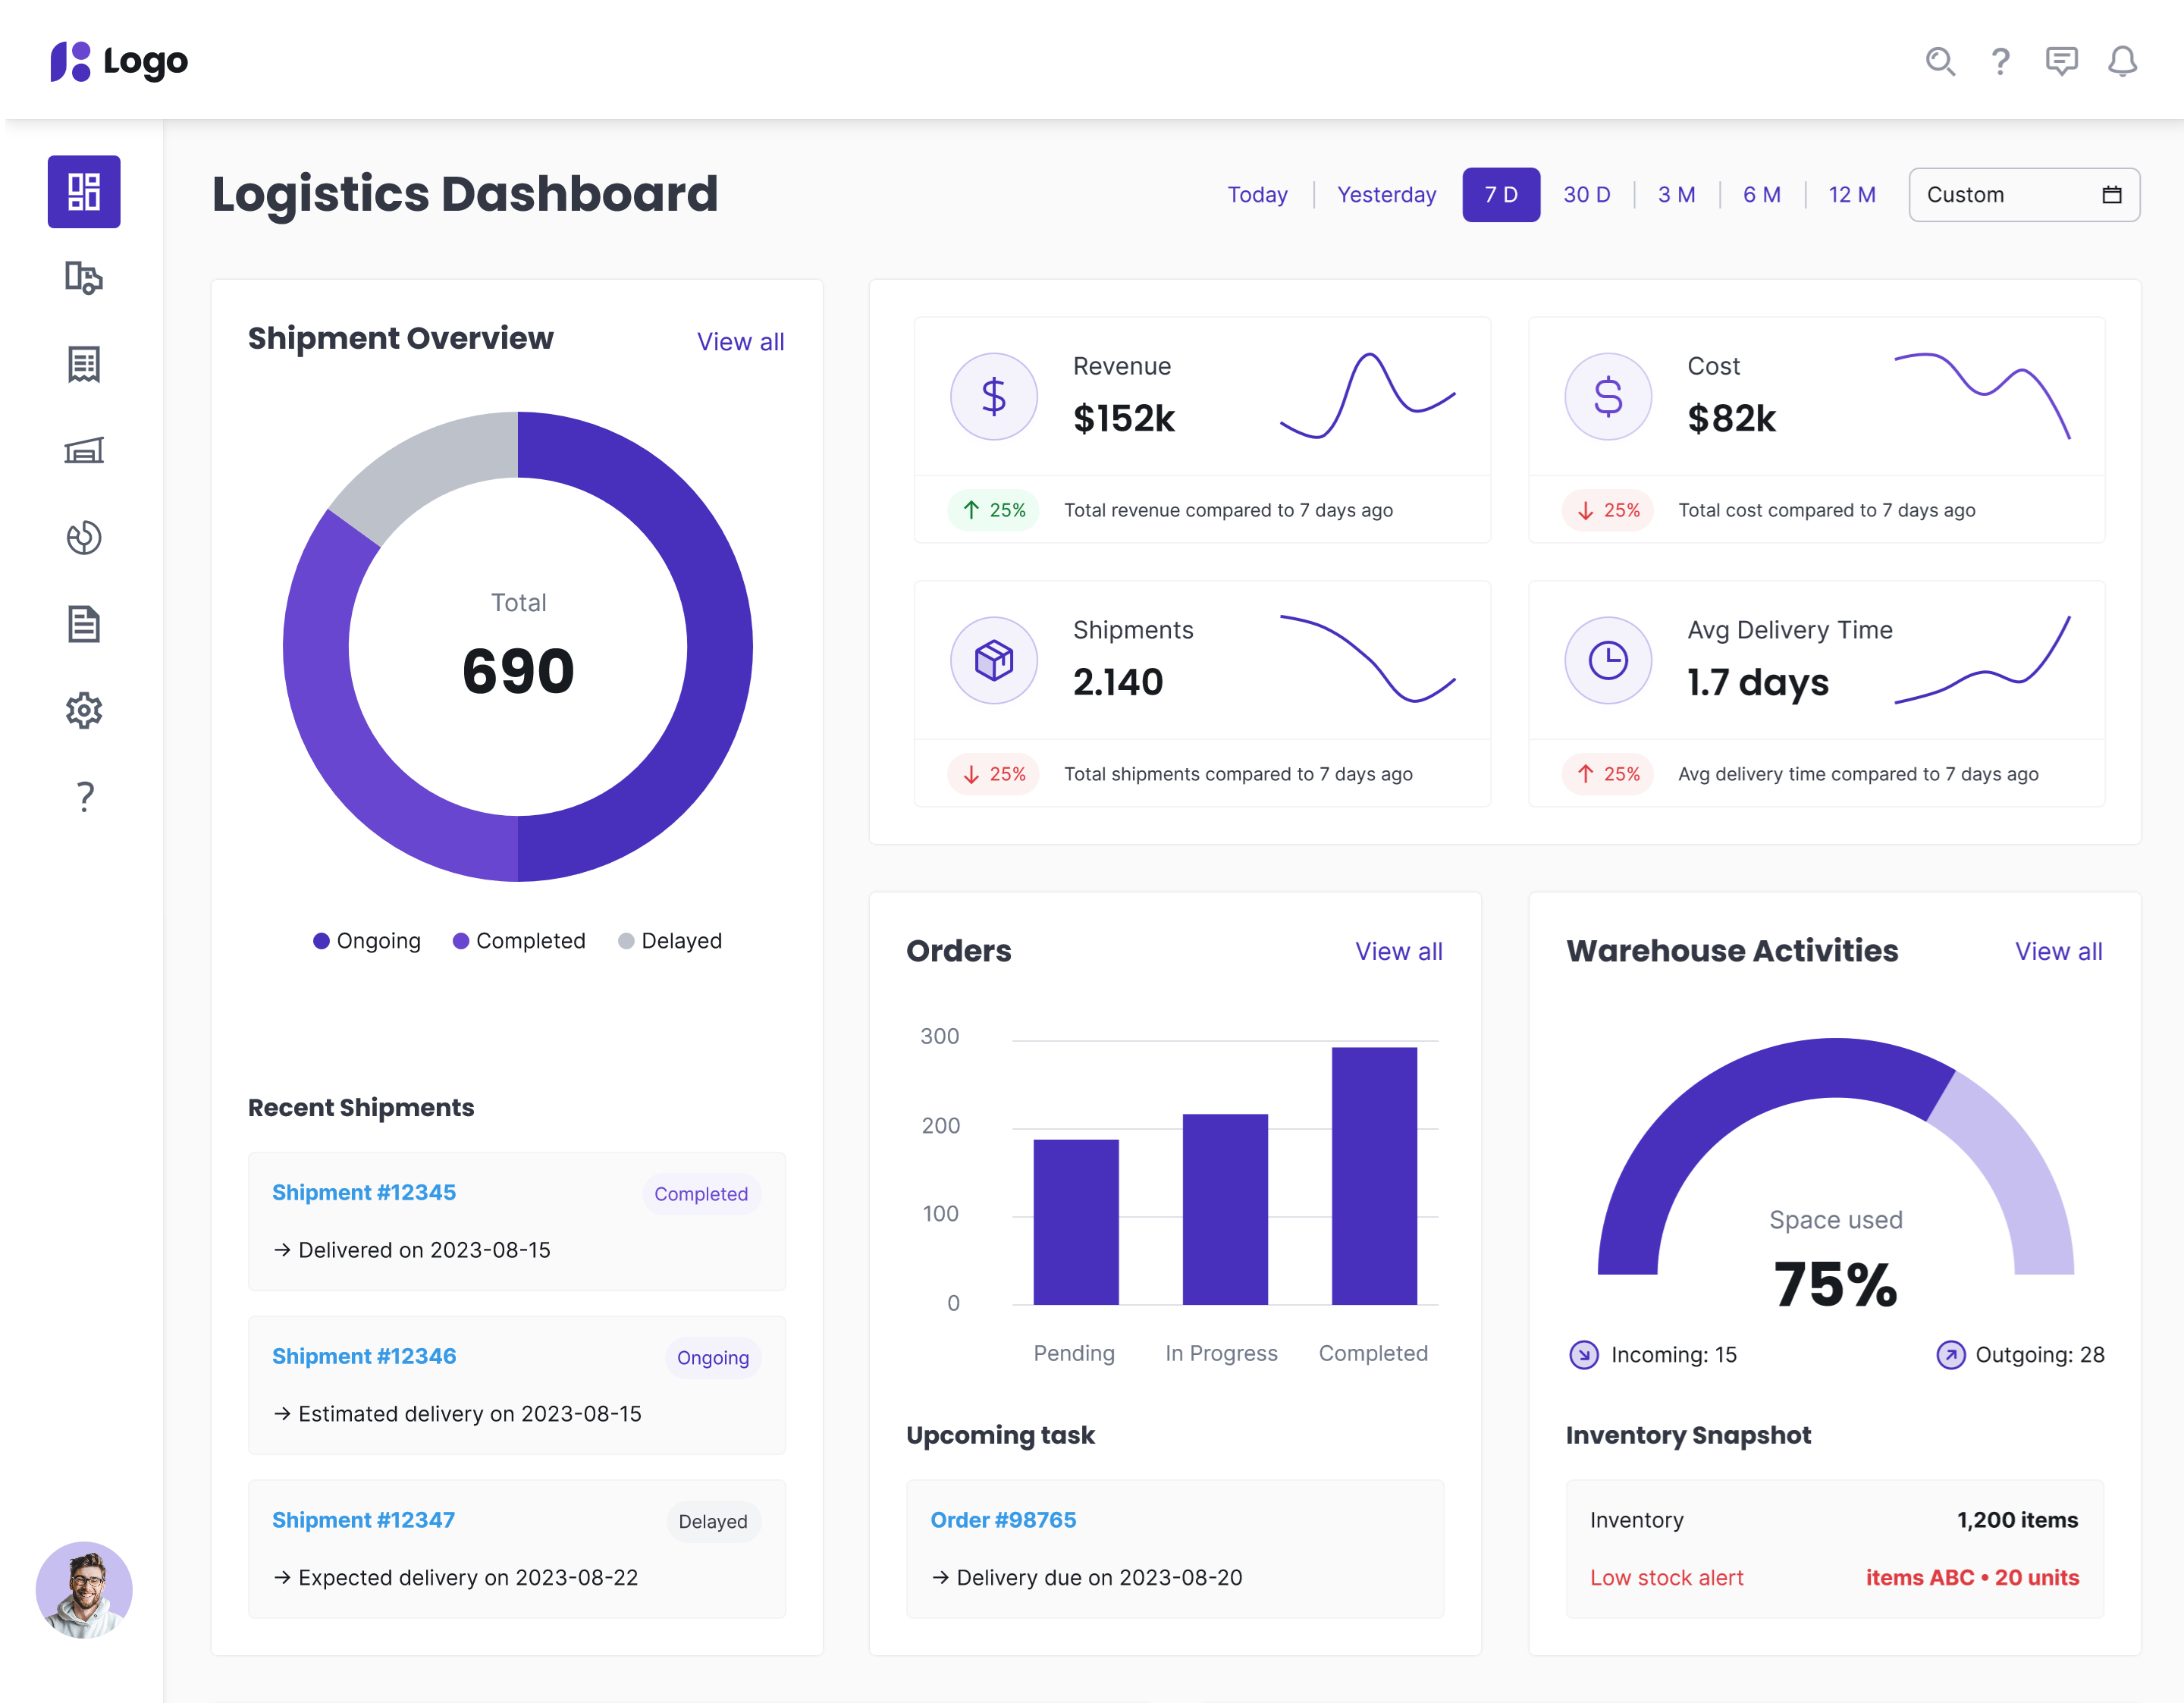 Logo
?
Logistics Dashboard
Today
Yesterday
7 D
30 D
3 M
6 M
12 M
Custom
?
Shipment Overview
View all
Total
690
Ongoing
Completed
Delayed
Recent Shipments
Shipment #12345
Completed
→ Delivered on 2023-08-15
Shipment #12346
Ongoing
→ Estimated delivery on 2023-08-15
Shipment #12347
Delayed
→ Expected delivery on 2023-08-22
$
Revenue
$152k
↑ 25%
Total revenue compared to 7 days ago
$
Cost
$82k
↓ 25%
Total cost compared to 7 days ago
Shipments
2.140
↓ 25%
Total shipments compared to 7 days ago
Avg Delivery Time
1.7 days
↑ 25%
Avg delivery time compared to 7 days ago
Orders
View all
300
200
100
0
Pending
In Progress
Completed
Upcoming task
Order #98765
→ Delivery due on 2023-08-20
Warehouse Activities
View all
Space used
75%
Incoming: 15
Outgoing: 28
Inventory Snapshot
Inventory
1,200 items
Low stock alert
items ABC • 20 units